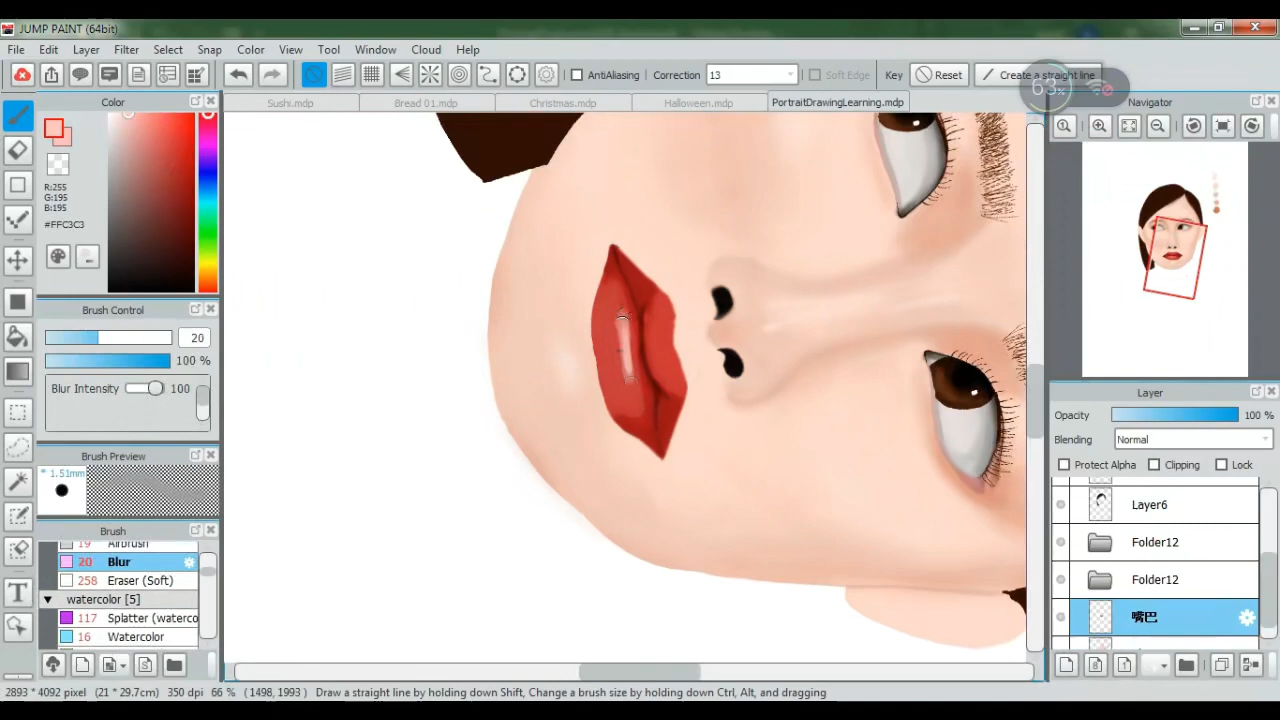 JUMP PAINT (64bit)
File Edit Layer Filter Select Snap Color View Tool Window Cloud Help
AntiAliasing Correction 13 Soft Edge Key Reset Create a straight line
63%
Color
Sushi.mdp Bread 01.mdp Christmas.mdp Halloween.mdp PortraitDrawingLearning.mdp
Navigator
R:255
G:195
B:195
#FFC3C3
Brush Control
20
100 %
Blur Intensity 100
Brush Preview
* 1.51mm
Brush
19 Airbrush
20 Blur
258 Eraser (Soft)
watercolor [5]
117 Splatter (waterco
16 Watercolor
Layer
Opacity 100 %
Blending Normal
Protect Alpha Clipping Lock
Layer6
Folder12
Folder12
嘴巴
2893 * 4092 pixel (21 * 29.7cm) 350 dpi 66 % (1498, 1993) Draw a straight line by holding down Shift, Change a brush size by holding down Ctrl, Alt, and dragging